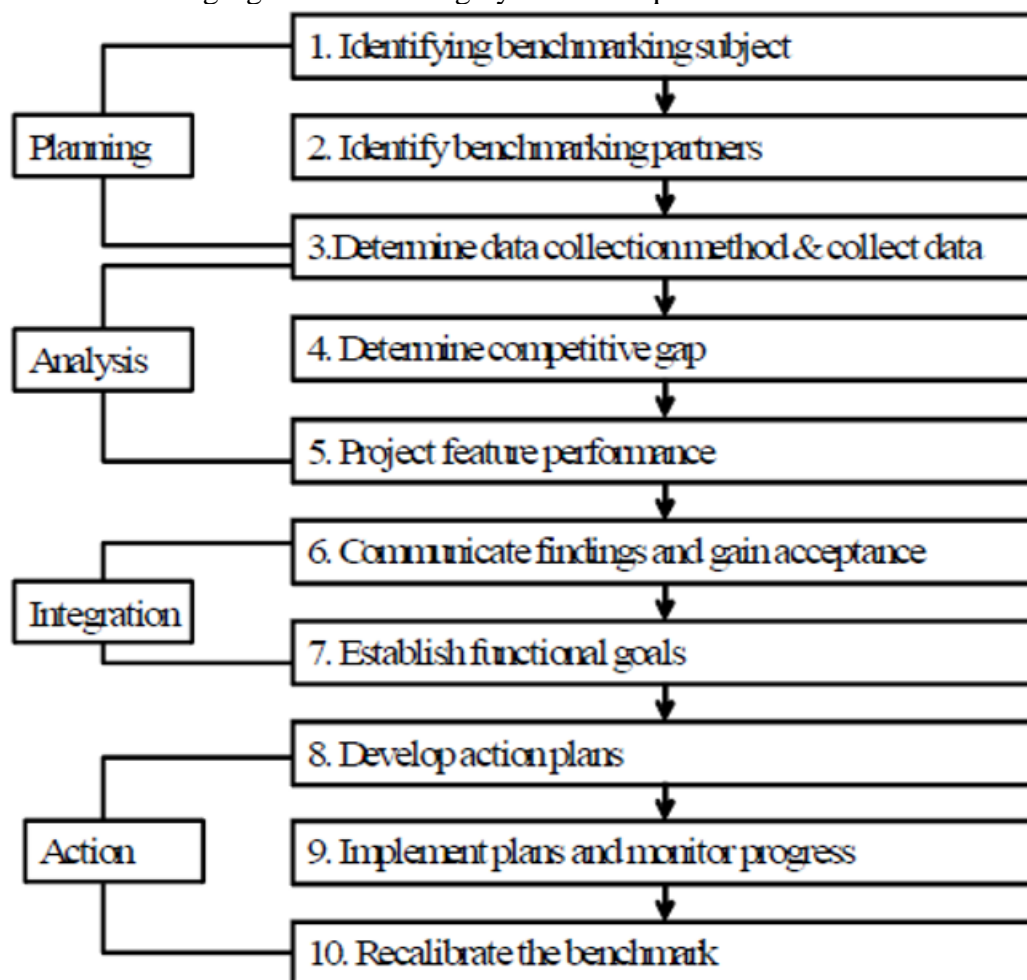 1. Identifying benchmarking subject
Planning
2. Identify benchmarking partners
3.Determine data collection method & collect data
Analysis
4. Determine competitive gap
5. Project feature performance
6. Communicate findings and gain acceptance
Integration
7. Establish functional goals
8. Develop action plans
Action
9. Implement plans and monitor progress
10. Recalibrate the benchmark